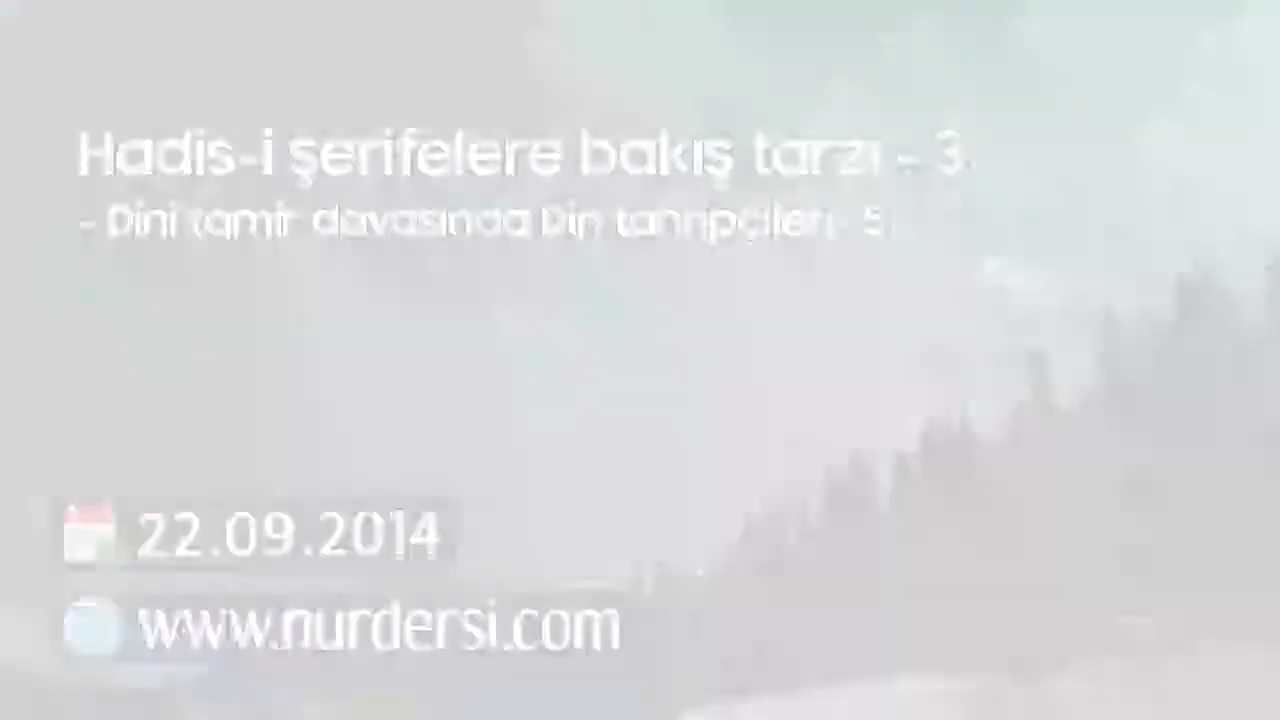 Hadis-i şerifelere bakış tarzı - 3
- Dini tamir davasında Din tahripçileri- 5
22.09.2014
www.nurdersi.com